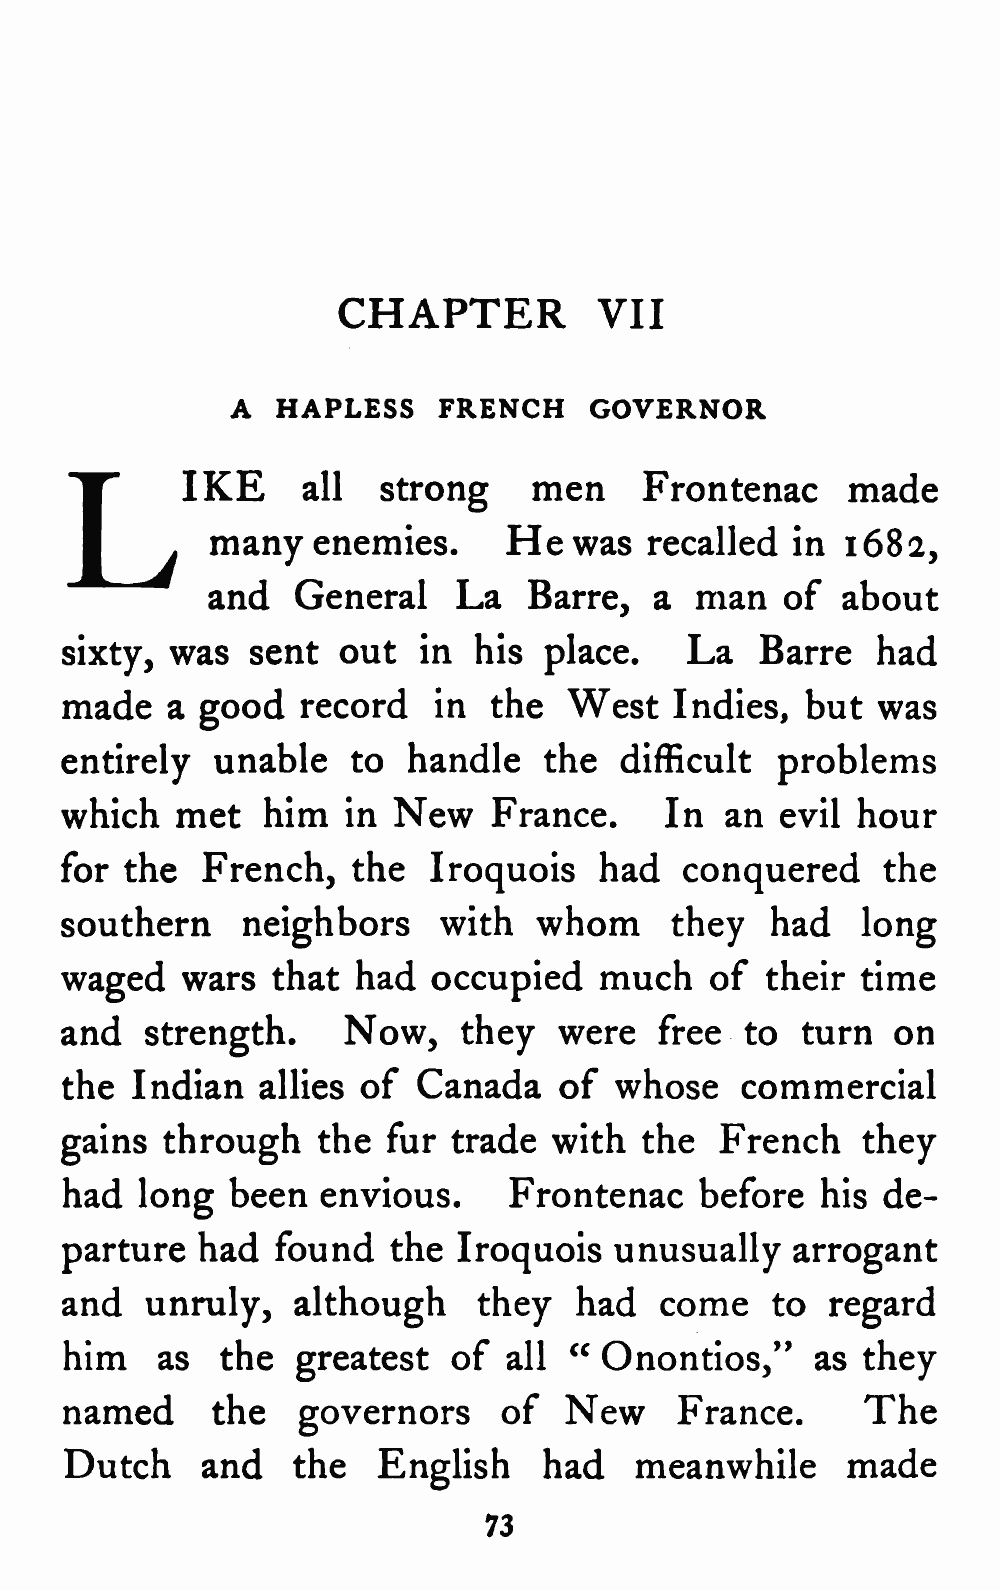 CHAPTER VII
A HAPLESS FRENCH GOVERNOR
LIKE all strong men Frontenac made
many enemies. He was recalled in 1682,
and General La Barre, a man of about
sixty, was sent out in his place. La Barre had
made a good record in the West Indies, but was
entirely unable to handle the difficult problems
which met him in New France. In an evil hour
for the French, the Iroquois had conquered the
southern neighbors with whom they had long
waged wars that had occupied much of their time
and strength. Now, they were free to turn on
the Indian allies of Canada of whose commercial
gains through the fur trade with the French they
had long been envious. Frontenac before his de-
parture had found the Iroquois unusually arrogant
and unruly, although they had come to regard
him as the greatest of all “ Onontios,” as they
named the governors of New France. The
Dutch and the English had meanwhile made
73